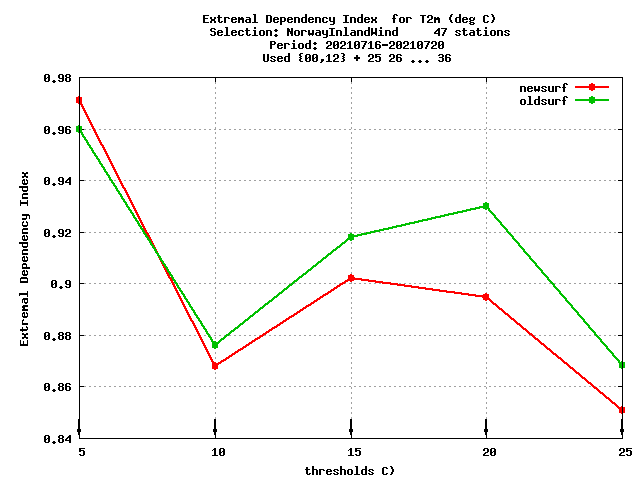 Extremal Dependency Index  for T2m (deg C)
Selection: NorwayInlandWind     47 stations
Period: 20210716-20210720
Used {00,12} + 25 26 ... 36
newsurf
oldsurf
0.98
0.96
0.94
0.92
0.9
0.88
0.86
0.84
Extremal Dependency Index
5 10 15 20 25
thresholds C)